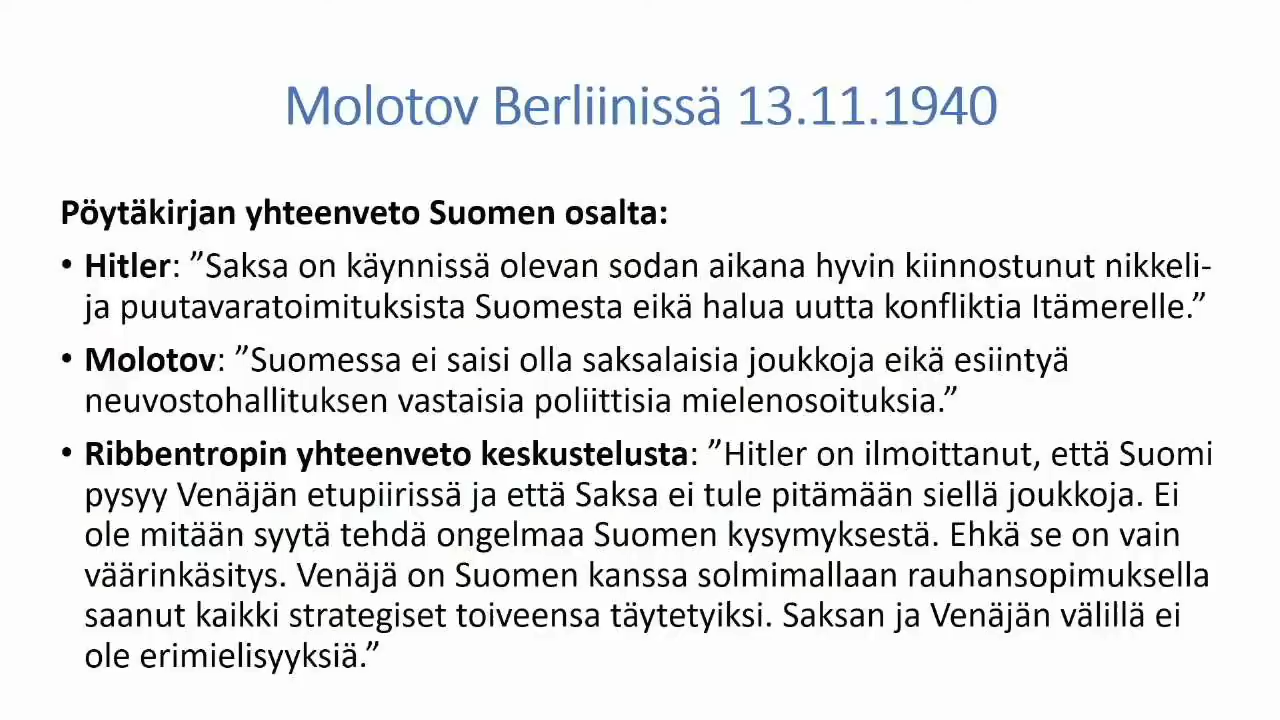 Molotov Berliinissä 13.11.1940
Pöytäkirjan yhteenveto Suomen osalta:
• Hitler: ”Saksa on käynnissä olevan sodan aikana hyvin kiinnostunut nikkeli-
ja puutavaratoimituksista Suomesta eikä halua uutta konfliktia Itämerelle.”
• Molotov: ”Suomessa ei saisi olla saksalaisia joukkoja eikä esiintyä
neuvostohallituksen vastaisia poliittisia mielenosoituksia.”
• Ribbentropin yhteenveto keskustelusta: ”Hitler on ilmoittanut, että Suomi
pysyy Venäjän etupiirissä ja että Saksa ei tule pitämään siellä joukkoja. Ei
ole mitään syytä tehdä ongelmaa Suomen kysymyksestä. Ehkä se on vain
väärinkäsitys. Venäjä on Suomen kanssa solmimallaan rauhansopimuksella
saanut kaikki strategiset toiveensa täytetyiksi. Saksan ja Venäjän välillä ei
ole erimielisyyksiä.”